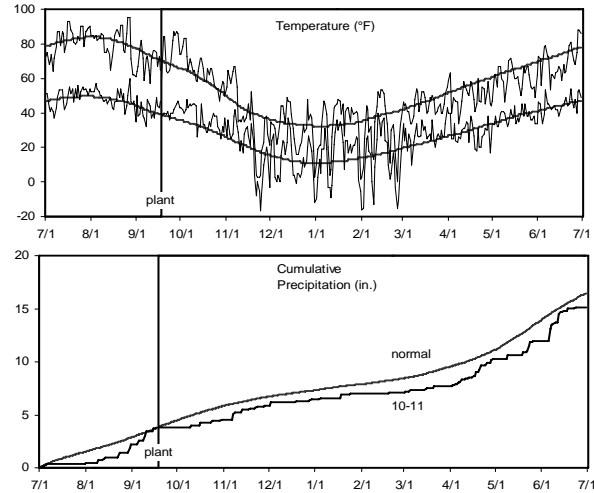 100
Temperature (°F)
80
60
40
20
0
plant
-20
7/1 8/1 9/1 10/1 11/1 12/1 1/1 2/1 3/1 4/1 5/1 6/1 7/1
20
Cumulative
Precipitation (in.)
15
normal
10
10-11
5
plant
0
7/1 8/1 9/1 10/1 11/1 12/1 1/1 2/1 3/1 4/1 5/1 6/1 7/1